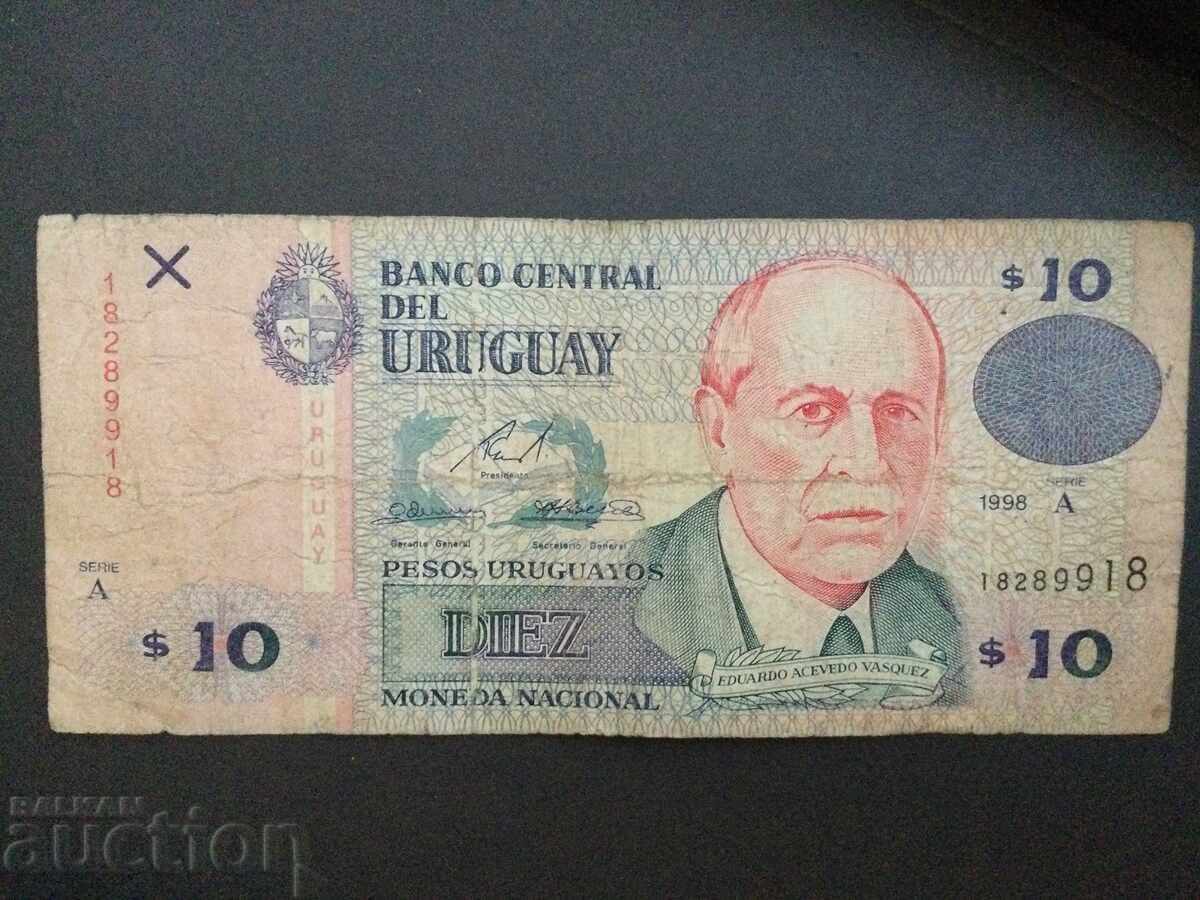 18289918
X
BANCO CENTRAL
DEL
URUGUAY
$ 10
URUGUAY
Presidente
Gerente General
Secretario General
SERIE
1998 A
18289918
PESOS URUGUAYOS
SERIE
A
$ 10
DIEZ
$ 10
EDUARDO ACEVEDO VASQUEZ
MONEDA NACIONAL
BALKAN
auction